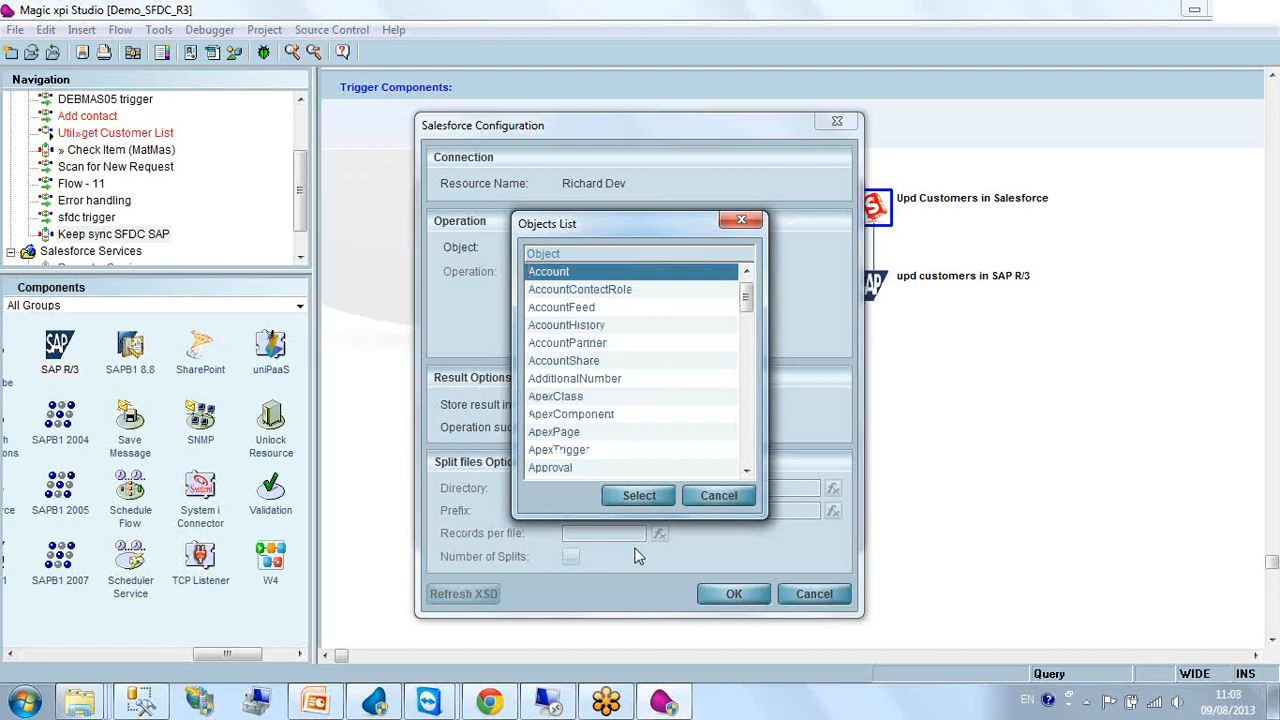 Magic xpi Studio [Demo_SFDC_R3]
File Edit Insert Flow Tools Debugger Project Source Control Help
Navigation
DEBMAS05 trigger
Add contact
Util»get Customer List
» Check Item (MatMas)
Scan for New Request
Flow - 11
Error handling
sfdc trigger
Keep sync SFDC SAP
Salesforce Services
Components
All Groups
SAP R/3
SAPB1 8.8
SharePoint
uniPaaS
SAPB1 2004
Save Message
SNMP
Unlock Resource
SAPB1 2005
Schedule Flow
System i Connector
Validation
SAPB1 2007
Scheduler Service
TCP Listener
W4
Trigger Components:
Upd Customers in Salesforce
upd customers in SAP R/3
Salesforce Configuration
Connection
Resource Name: Richard Dev
Operation
Object:
Operation:
Result Options
Store result in
Split files
Directory:
Prefix:
Records per file:
Number of Splits:
Refresh XSD
OK
Cancel
Objects List
Object
Account
AccountContactRole
AccountFeed
AccountHistory
AccountPartner
AccountShare
AdditionalNumber
ApexClass
ApexComponent
ApexPage
ApexTrigger
Approval
Select
Cancel
Query WIDE INS
EN
11:03
09/08/2013